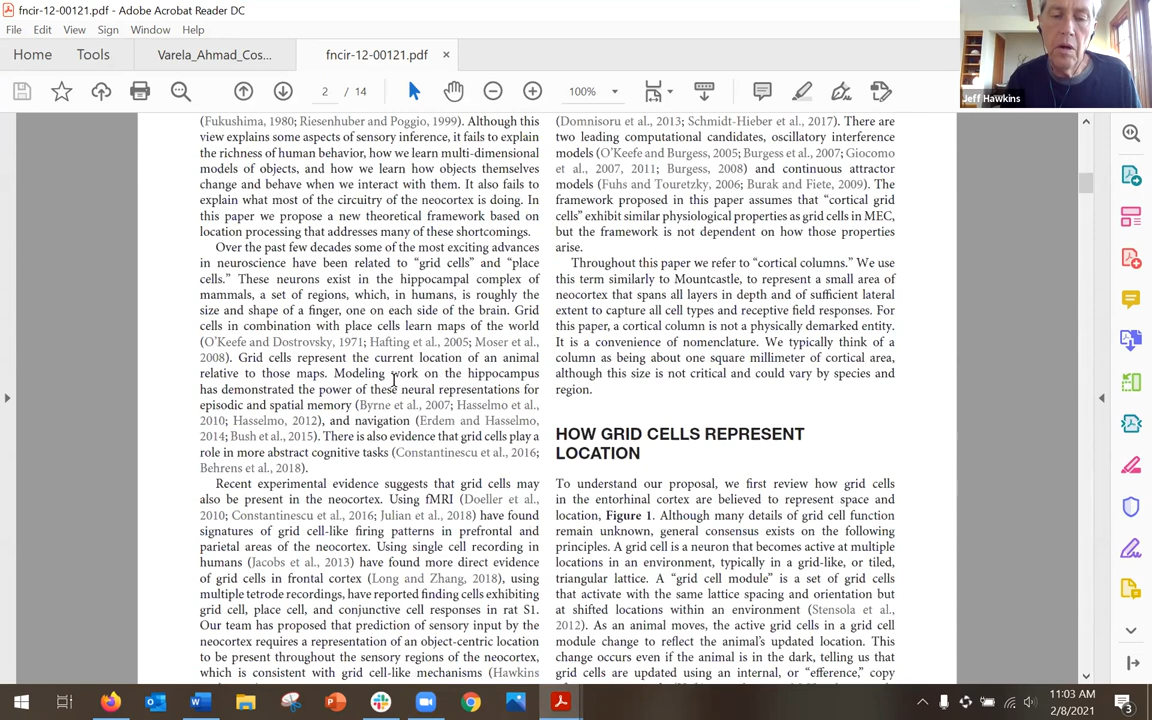 fncir-12-00121.pdf - Adobe Acrobat Reader DC
File Edit View Sign Window Help
Home Tools Varela_Ahmad_Cos... fncir-12-00121.pdf ×
2 / 14 100%
Jeff Hawkins
(Fukushima, 1980; Riesenhuber and Poggio, 1999). Although this
view explains some aspects of sensory inference, it fails to explain
the richness of human behavior, how we learn multi-dimensional
models of objects, and how we learn how objects themselves
change and behave when we interact with them. It also fails to
explain what most of the circuitry of the neocortex is doing. In
this paper we propose a new theoretical framework based on
location processing that addresses many of these shortcomings.
Over the past few decades some of the most exciting advances
in neuroscience have been related to “grid cells” and “place
cells.” These neurons exist in the hippocampal complex of
mammals, a set of regions, which, in humans, is roughly the
size and shape of a finger, one on each side of the brain. Grid
cells in combination with place cells learn maps of the world
(O’Keefe and Dostrovsky, 1971; Hafting et al., 2005; Moser et al.,
2008). Grid cells represent the current location of an animal
relative to those maps. Modeling work on the hippocampus
has demonstrated the power of these neural representations for
episodic and spatial memory (Byrne et al., 2007; Hasselmo et al.,
2010; Hasselmo, 2012), and navigation (Erdem and Hasselmo,
2014; Bush et al., 2015). There is also evidence that grid cells play a
role in more abstract cognitive tasks (Constantinescu et al., 2016;
Behrens et al., 2018).
Recent experimental evidence suggests that grid cells may
also be present in the neocortex. Using fMRI (Doeller et al.,
2010; Constantinescu et al., 2016; Julian et al., 2018) have found
signatures of grid cell-like firing patterns in prefrontal and
parietal areas of the neocortex. Using single cell recording in
humans (Jacobs et al., 2013) have found more direct evidence
of grid cells in frontal cortex (Long and Zhang, 2018), using
multiple tetrode recordings, have reported finding cells exhibiting
grid cell, place cell, and conjunctive cell responses in rat S1.
Our team has proposed that prediction of sensory input by the
neocortex requires a representation of an object-centric location
to be present throughout the sensory regions of the neocortex,
which is consistent with grid cell-like mechanisms (Hawkins
(Domnisoru et al., 2013; Schmidt-Hieber et al., 2017). There are
two leading computational candidates, oscillatory interference
models (O’Keefe and Burgess, 2005; Burgess et al., 2007; Giocomo
et al., 2007, 2011; Burgess, 2008) and continuous attractor
models (Fuhs and Touretzky, 2006; Burak and Fiete, 2009). The
framework proposed in this paper assumes that “cortical grid
cells” exhibit similar physiological properties as grid cells in MEC,
but the framework is not dependent on how those properties
arise.
Throughout this paper we refer to “cortical columns.” We use
this term similarly to Mountcastle, to represent a small area of
neocortex that spans all layers in depth and of sufficient lateral
extent to capture all cell types and receptive field responses. For
this paper, a cortical column is not a physically demarked entity.
It is a convenience of nomenclature. We typically think of a
column as being about one square millimeter of cortical area,
although this size is not critical and could vary by species and
region.
HOW GRID CELLS REPRESENT
LOCATION
To understand our proposal, we first review how grid cells
in the entorhinal cortex are believed to represent space and
location, Figure 1. Although many details of grid cell function
remain unknown, general consensus exists on the following
principles. A grid cell is a neuron that becomes active at multiple
locations in an environment, typically in a grid-like, or tiled,
triangular lattice. A “grid cell module” is a set of grid cells
that activate with the same lattice spacing and orientation but
at shifted locations within an environment (Stensola et al.,
2012). As an animal moves, the active grid cells in a grid cell
module change to reflect the animal’s updated location. This
change occurs even if the animal is in the dark, telling us that
grid cells are updated using an internal, or “efference,” copy
11:03 AM
2/8/2021
3